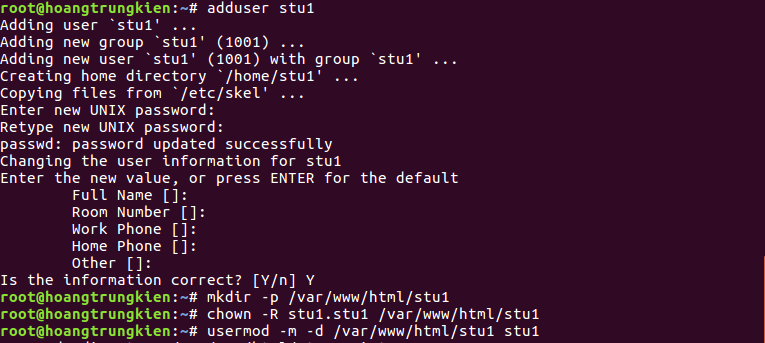 root@hoangtrungkien:~# adduser stu1
Adding user `stu1' ...
Adding new group `stu1' (1001) ...
Adding new user `stu1' (1001) with group `stu1' ...
Creating home directory `/home/stu1' ...
Copying files from `/etc/skel' ...
Enter new UNIX password:
Retype new UNIX password:
passwd: password updated successfully
Changing the user information for stu1
Enter the new value, or press ENTER for the default
        Full Name []:
        Room Number []:
        Work Phone []:
        Home Phone []:
        Other []:
Is the information correct? [Y/n] Y
root@hoangtrungkien:~# mkdir -p /var/www/html/stu1
root@hoangtrungkien:~# chown -R stu1.stu1 /var/www/html/stu1
root@hoangtrungkien:~# usermod -m -d /var/www/html/stu1 stu1